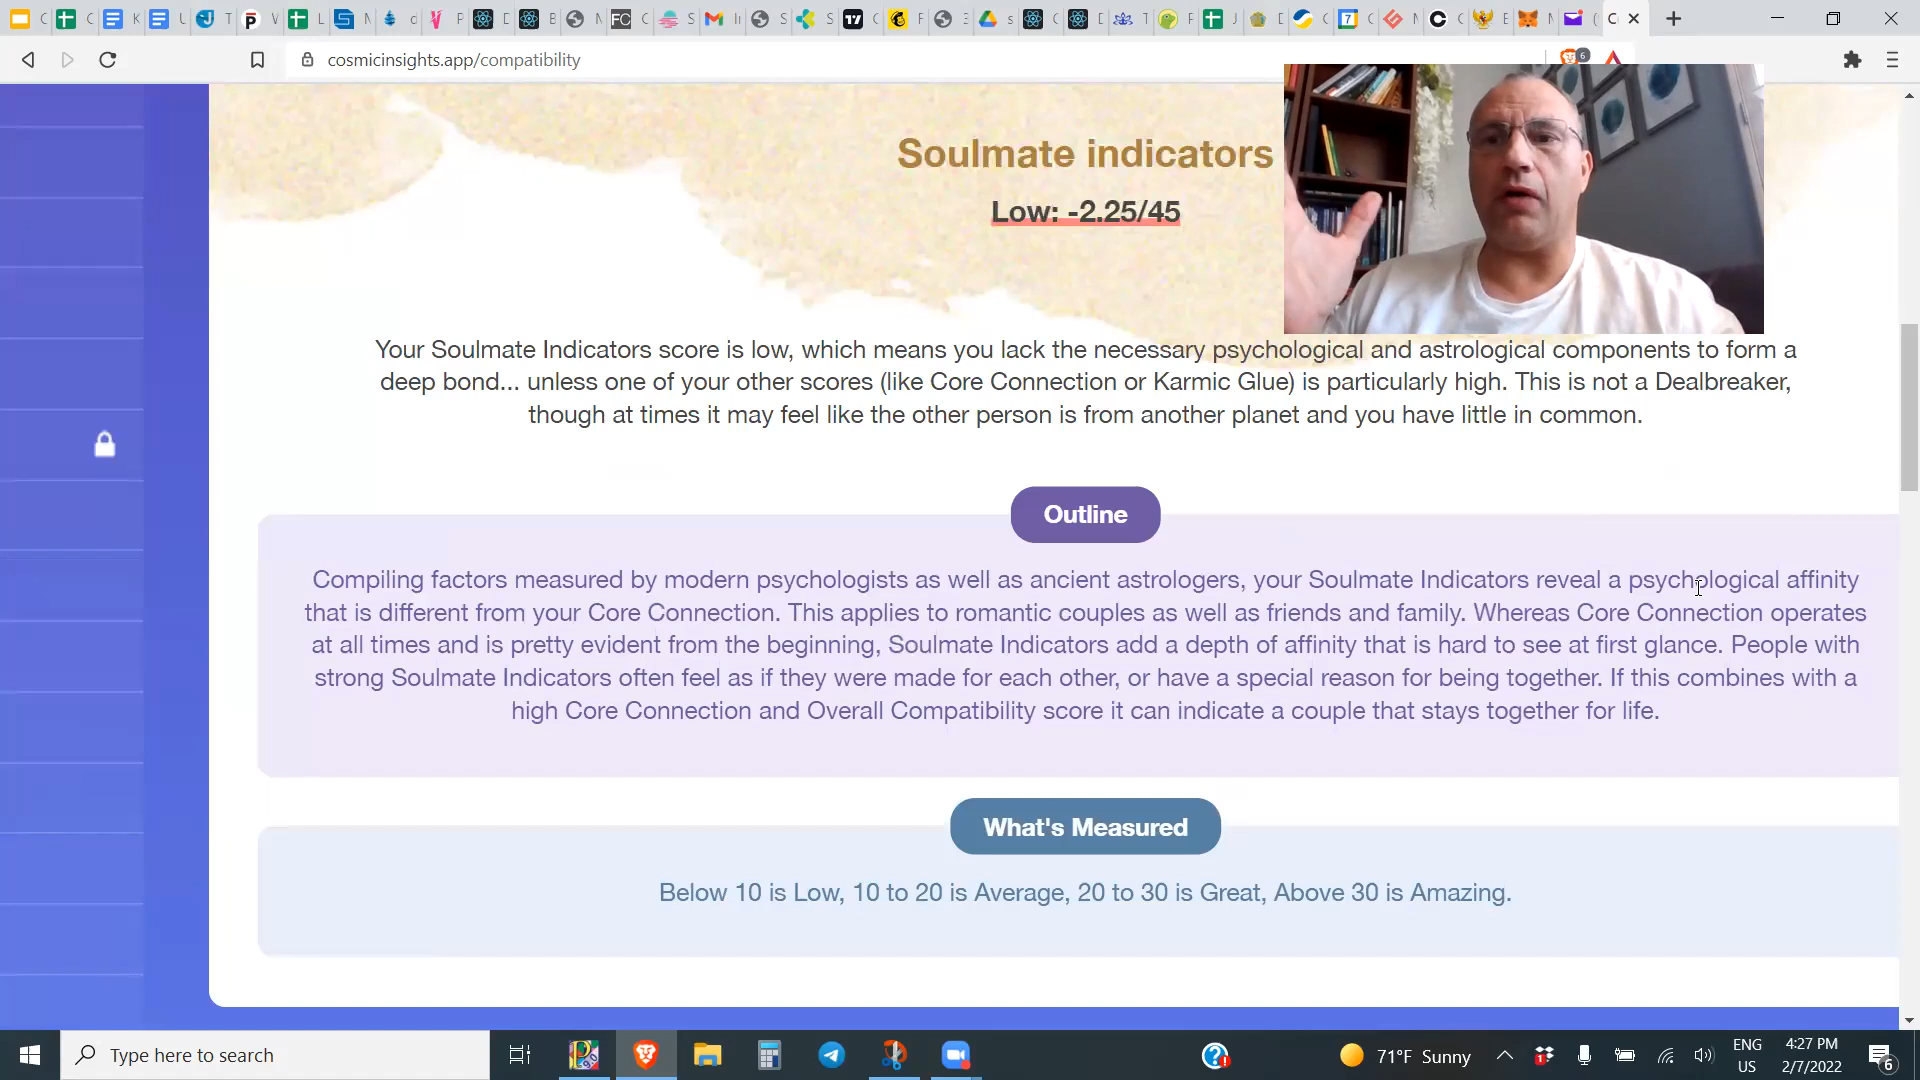 cosmicinsights.app/compatibility
6
Soulmate indicators
Low: -2.25/45
Your Soulmate Indicators score is low, which means you lack the necessary psychological and astrological components to form a
deep bond... unless one of your other scores (like Core Connection or Karmic Glue) is particularly high. This is not a Dealbreaker,
though at times it may feel like the other person is from another planet and you have little in common.
Outline
Compiling factors measured by modern psychologists as well as ancient astrologers, your Soulmate Indicators reveal a psychological affinity
that is different from your Core Connection. This applies to romantic couples as well as friends and family. Whereas Core Connection operates
at all times and is pretty evident from the beginning, Soulmate Indicators add a depth of affinity that is hard to see at first glance. People with
strong Soulmate Indicators often feel as if they were made for each other, or have a special reason for being together. If this combines with a
high Core Connection and Overall Compatibility score it can indicate a couple that stays together for life.
What's Measured
Below 10 is Low, 10 to 20 is Average, 20 to 30 is Great, Above 30 is Amazing.
Type here to search
71°F Sunny
ENG
US
4:27 PM
2/7/2022
6